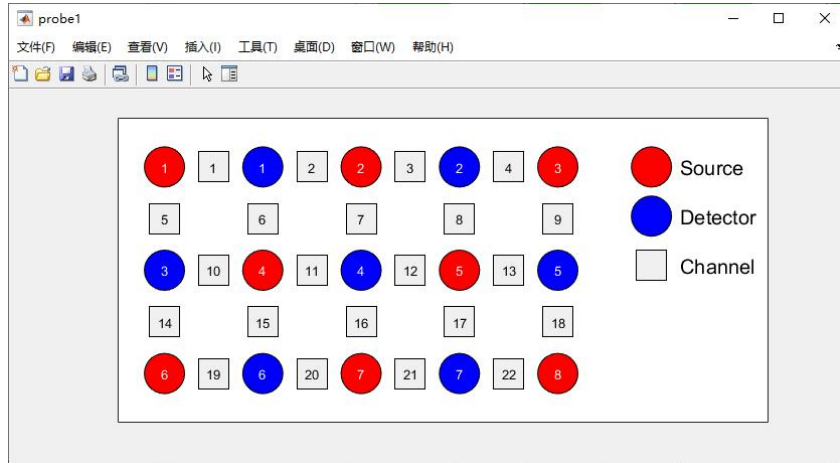 probe1
文件(F) 编辑(E) 查看(V) 插入(I) 工具(T) 桌面(D) 窗口(W) 帮助(H)
1 1 1 2 2 3 2 4 3 Source
5 6 7 8 9 Detector
3 10 4 11 4 12 5 13 5 Channel
14 15 16 17 18
6 19 6 20 7 21 7 22 8